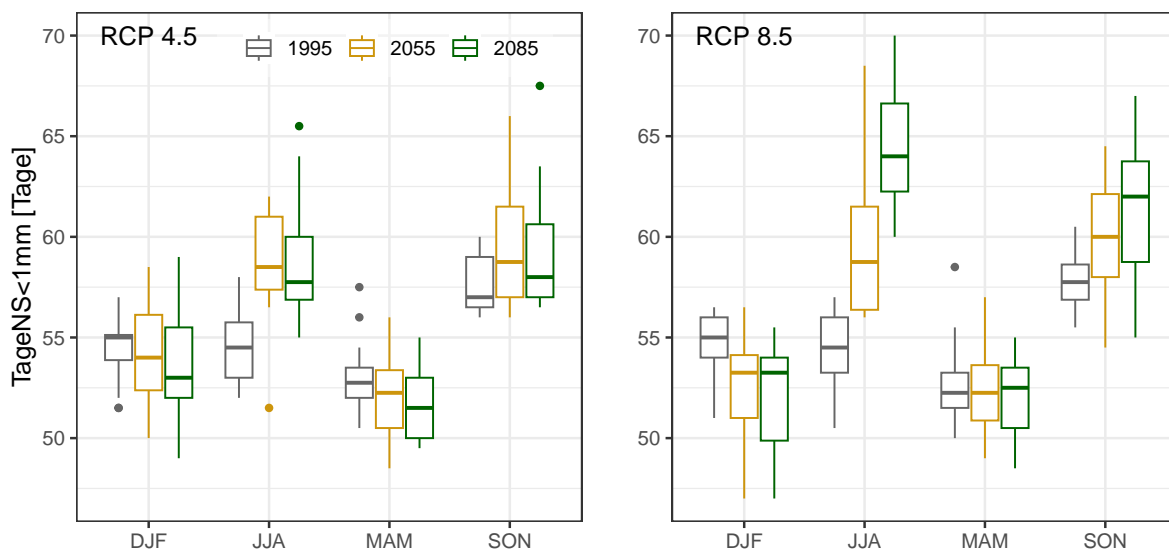 RCP 4.5
1995 2055 2085
RCP 8.5
TageNS<1mm [Tage]
70
65
60
55
50
DJF JJA MAM SON
70
65
60
55
50
DJF JJA MAM SON